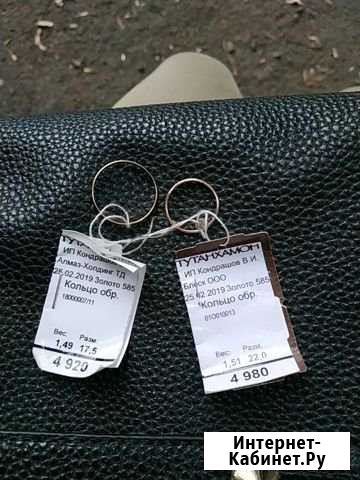 ТУТАНХАМОН
ИП Кондрашов
Алмаз-Холдинг ТД
25.02.2019 Золото 585
Кольцо обр.
Вес. Разм.
1,49 17,5
4 920
ТУТАНХАМОН
ИП Кондрашов В.И.
Блеск ООО
25.02.2019 Золото 585
Кольцо обр.
01О010013
Вес. Разм.
1,51 22,0
4 980
Интернет-
Кабинет.Ру